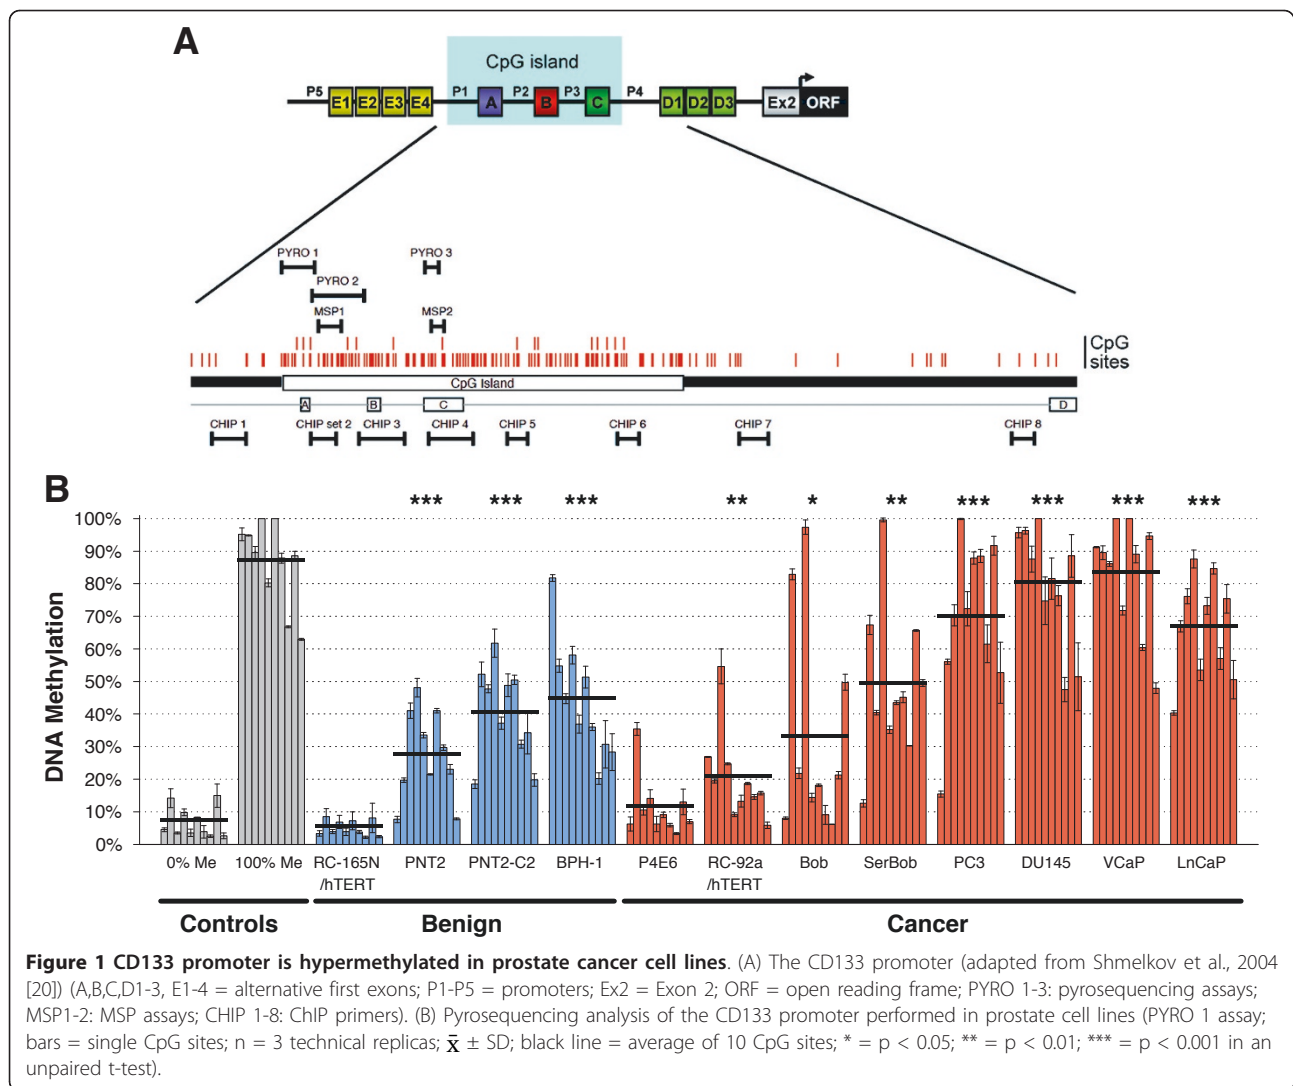 A
CpG island
P5 E1 E2 E3 E4 P1 A P2 B P3 C P4 D1 D2 D3 Ex2 ORF
PYRO 1
PYRO 3
PYRO 2
MSP1
MSP2
CpG
sites
CpG Island
A B C D
CHIP 1 CHIP set 2 CHIP 3 CHIP 4 CHIP 5 CHIP 6 CHIP 7 CHIP 8
B
*** *** *** ** * ** *** *** *** ***
DNA Methylation
100%
90%
80%
70%
60%
50%
40%
30%
20%
10%
0%
0% Me 100% Me RC-165N PNT2 PNT2-C2 BPH-1 P4E6 RC-92a Bob SerBob PC3 DU145 VCaP LnCaP
/hTERT /hTERT
Controls Benign Cancer
Figure 1 CD133 promoter is hypermethylated in prostate cancer cell lines. (A) The CD133 promoter (adapted from Shmelkov et al., 2004
[20]) (A,B,C,D1-3, E1-4 = alternative first exons; P1-P5 = promoters; Ex2 = Exon 2; ORF = open reading frame; PYRO 1-3: pyrosequencing assays;
MSP1-2: MSP assays; CHIP 1-8: ChIP primers). (B) Pyrosequencing analysis of the CD133 promoter performed in prostate cell lines (PYRO 1 assay;
bars = single CpG sites; n = 3 technical replicas; x̄ ± SD; black line = average of 10 CpG sites; * = p < 0.05; ** = p < 0.01; *** = p < 0.001 in an
unpaired t-test).